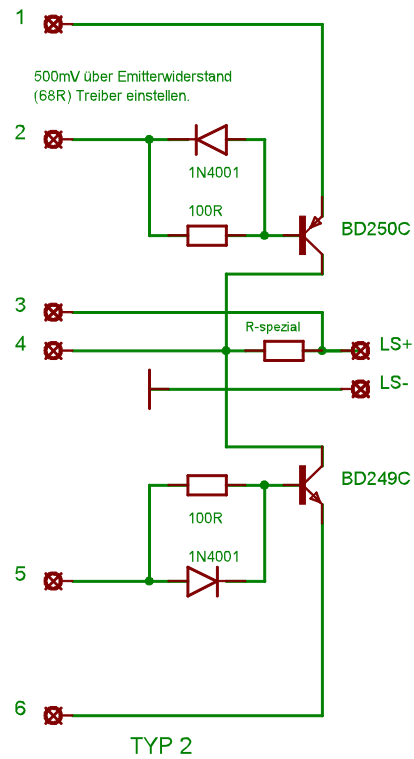 1
500mV über Emitterwiderstand
(68R) Treiber einstellen.
2
1N4001
100R
BD250C
3
R-spezial
4
LS+
LS-
BD249C
100R
1N4001
5
6
TYP 2